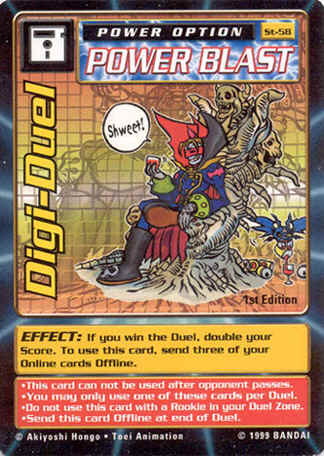 POWER OPTION
St-58
POWER BLAST
Digi-Duel
Shweet!
1st Edition
EFFECT: If you win the Duel, double your
Score. To use this card, send three of your
Online cards Offline.
•This card can not be used after opponent passes.
•You may only use one of these cards per Duel.
•Do not use this card with a Rookie in your Duel Zone.
•Send this card Offline at end of Duel.
© Akiyoshi Hongo • Toei Animation © 1999 BANDAI